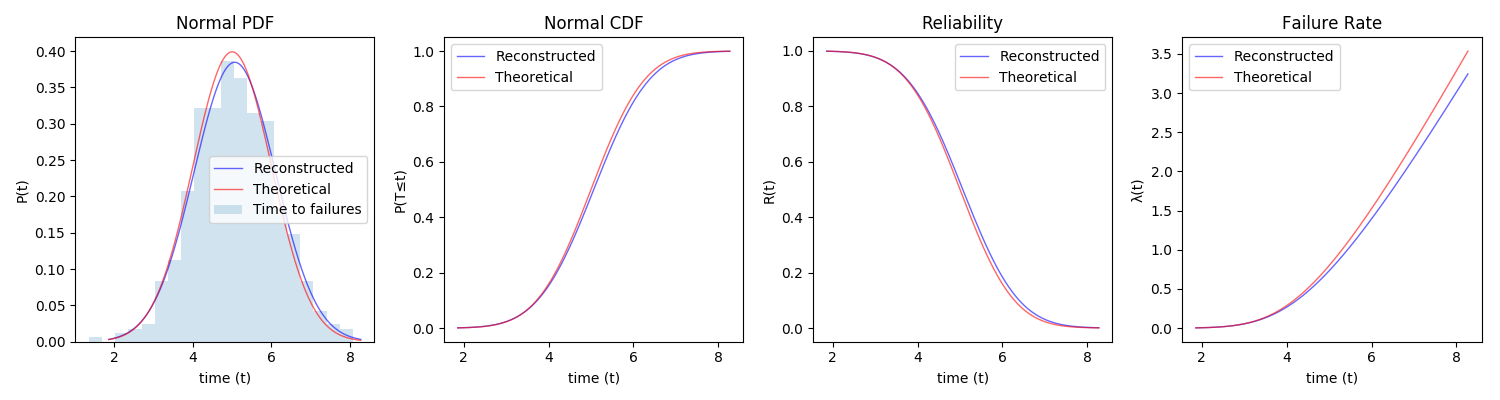 Normal PDF
0.40
0.35
0.30
0.25
0.20
0.15
0.10
0.05
0.00
P(t)
Reconstructed
Theoretical
Time to failures
2 4 6 8
time (t)
Normal CDF
1.0
0.8
0.6
0.4
0.2
0.0
P(T≤t)
Reconstructed
Theoretical
2 4 6 8
time (t)
Reliability
1.0
0.8
0.6
0.4
0.2
0.0
R(t)
Reconstructed
Theoretical
2 4 6 8
time (t)
Failure Rate
3.5
3.0
2.5
2.0
1.5
1.0
0.5
0.0
λ(t)
Reconstructed
Theoretical
2 4 6 8
time (t)